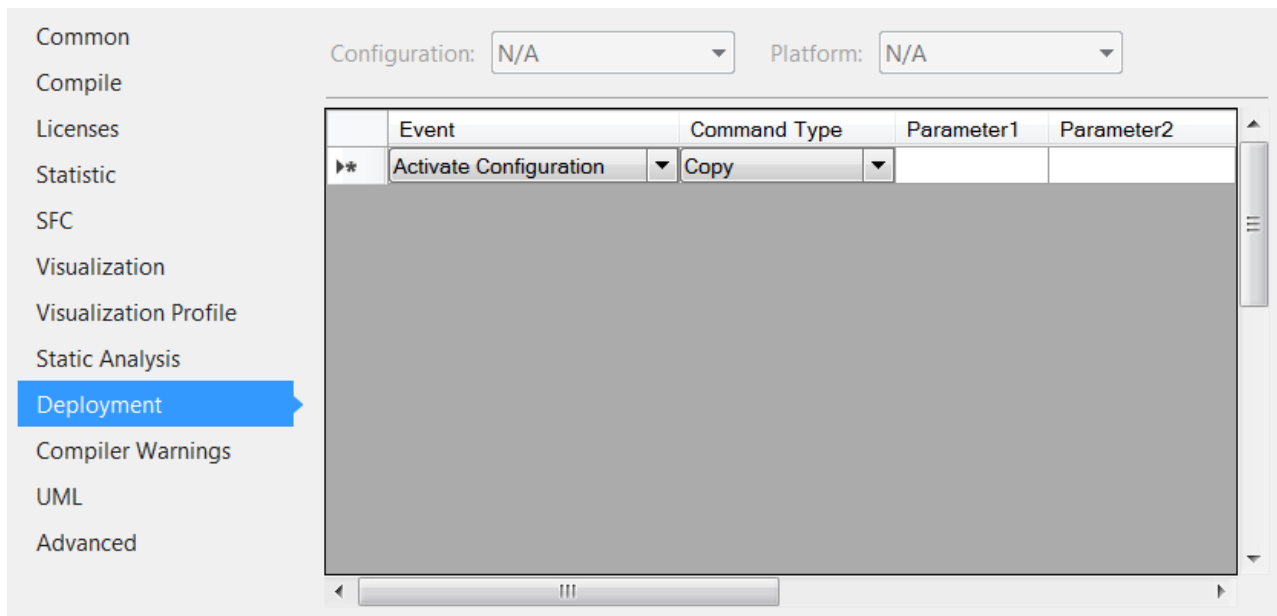 Common
Compile
Licenses
Statistic
SFC
Visualization
Visualization Profile
Static Analysis
Deployment
Compiler Warnings
UML
Advanced
Configuration: N/A Platform: N/A
Event Command Type Parameter1 Parameter2
Activate Configuration Copy